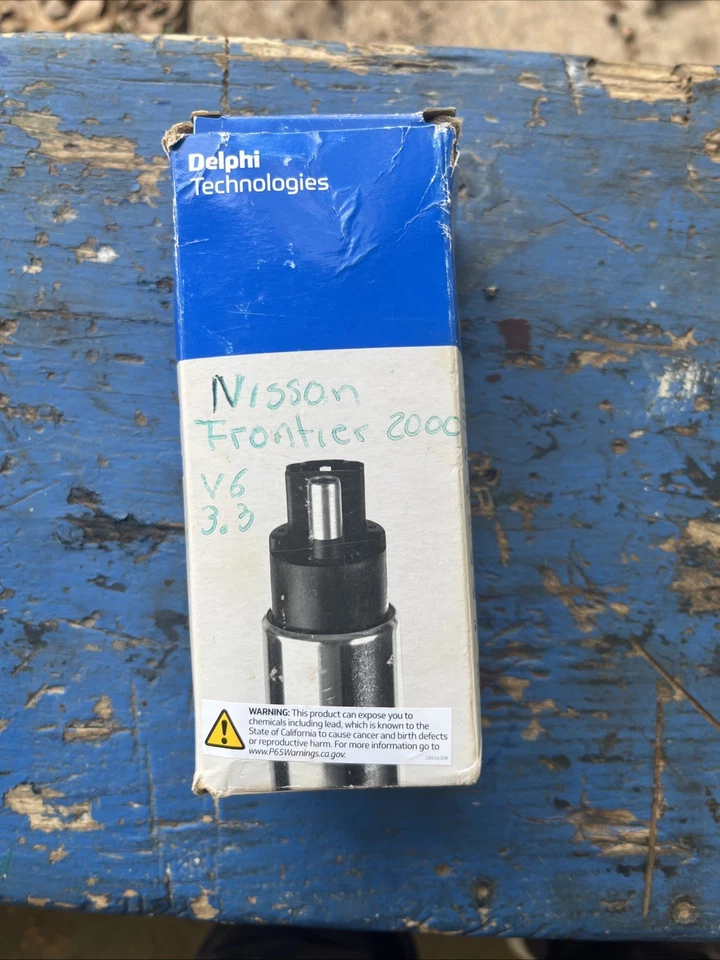 Delphi
Technologies
Nisson
Frontier 2000
V6
3.3
WARNING: This product can expose you to
chemicals including lead, which is known to the
State of California to cause cancer and birth defects
or reproductive harm. For more information go to
www.P65Warnings.ca.gov.